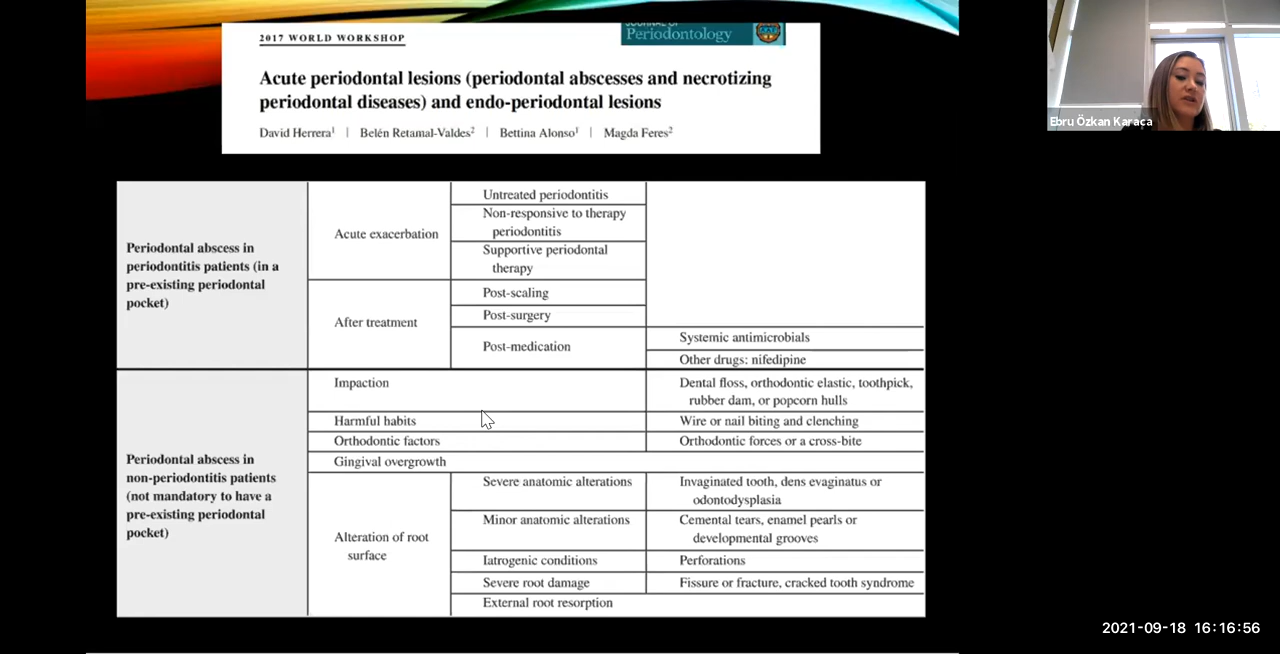 2017 WORLD WORKSHOP
JOURNAL OF
Periodontology
Acute periodontal lesions (periodontal abscesses and necrotizing
periodontal diseases) and endo-periodontal lesions
David Herrera1 | Belén Retamal-Valdes2 | Bettina Alonso1 | Magda Feres2
Ebru Özkan Karaca
Periodontal abscess in
periodontitis patients (in a
pre-existing periodontal
pocket)
Acute exacerbation
Untreated periodontitis
Non-responsive to therapy
periodontitis
Supportive periodontal
therapy
After treatment
Post-scaling
Post-surgery
Post-medication
Systemic antimicrobials
Other drugs: nifedipine
Periodontal abscess in
non-periodontitis patients
(not mandatory to have a
pre-existing periodontal
pocket)
Impaction
Dental floss, orthodontic elastic, toothpick,
rubber dam, or popcorn hulls
Harmful habits
Wire or nail biting and clenching
Orthodontic factors
Orthodontic forces or a cross-bite
Gingival overgrowth
Alteration of root
surface
Severe anatomic alterations
Invaginated tooth, dens evaginatus or
odontodysplasia
Minor anatomic alterations
Cemental tears, enamel pearls or
developmental grooves
Iatrogenic conditions
Perforations
Severe root damage
Fissure or fracture, cracked tooth syndrome
External root resorption
2021-09-18 16:16:56